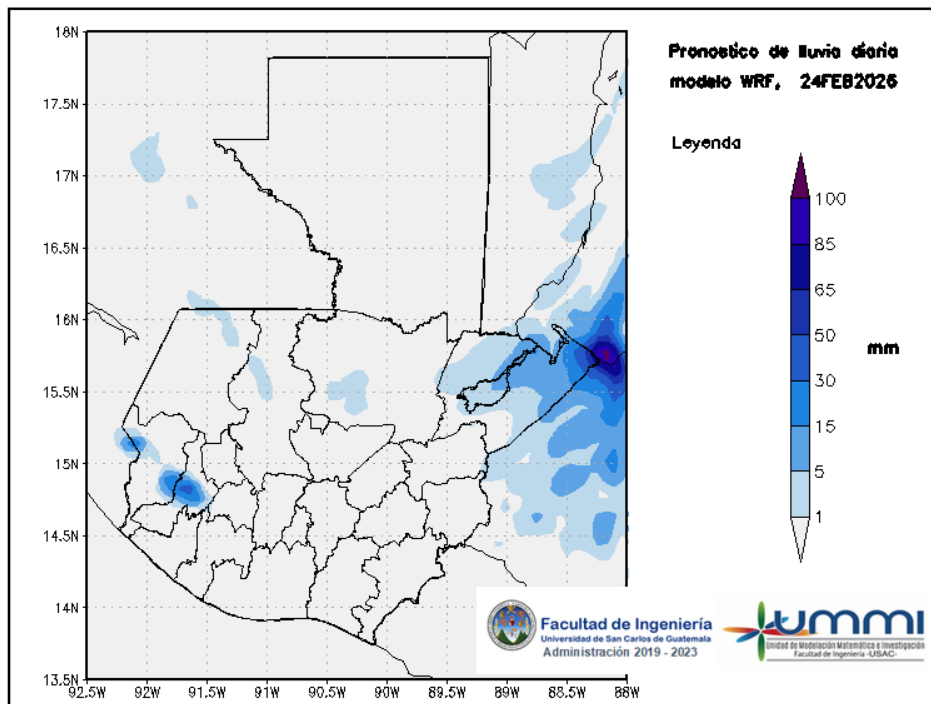 18N
17.5N
17N
16.5N
16N
15.5N
15N
14.5N
14N
13.5N
92.5W
92W
91.5W
91W
90.5W
90W
89.5W
89W
88.5W
88W
Pronostico de lluvia diaria
modelo WRF, 24FEB2026
Leyenda
100
85
65
50
30
15
5
1
mm
Facultad de Ingeniería
Universidad de San Carlos de Guatemala
Administración 2019 - 2023
ummi
Unidad de Modelación Matemática e Investigación
Facultad de Ingeniería -USAC-